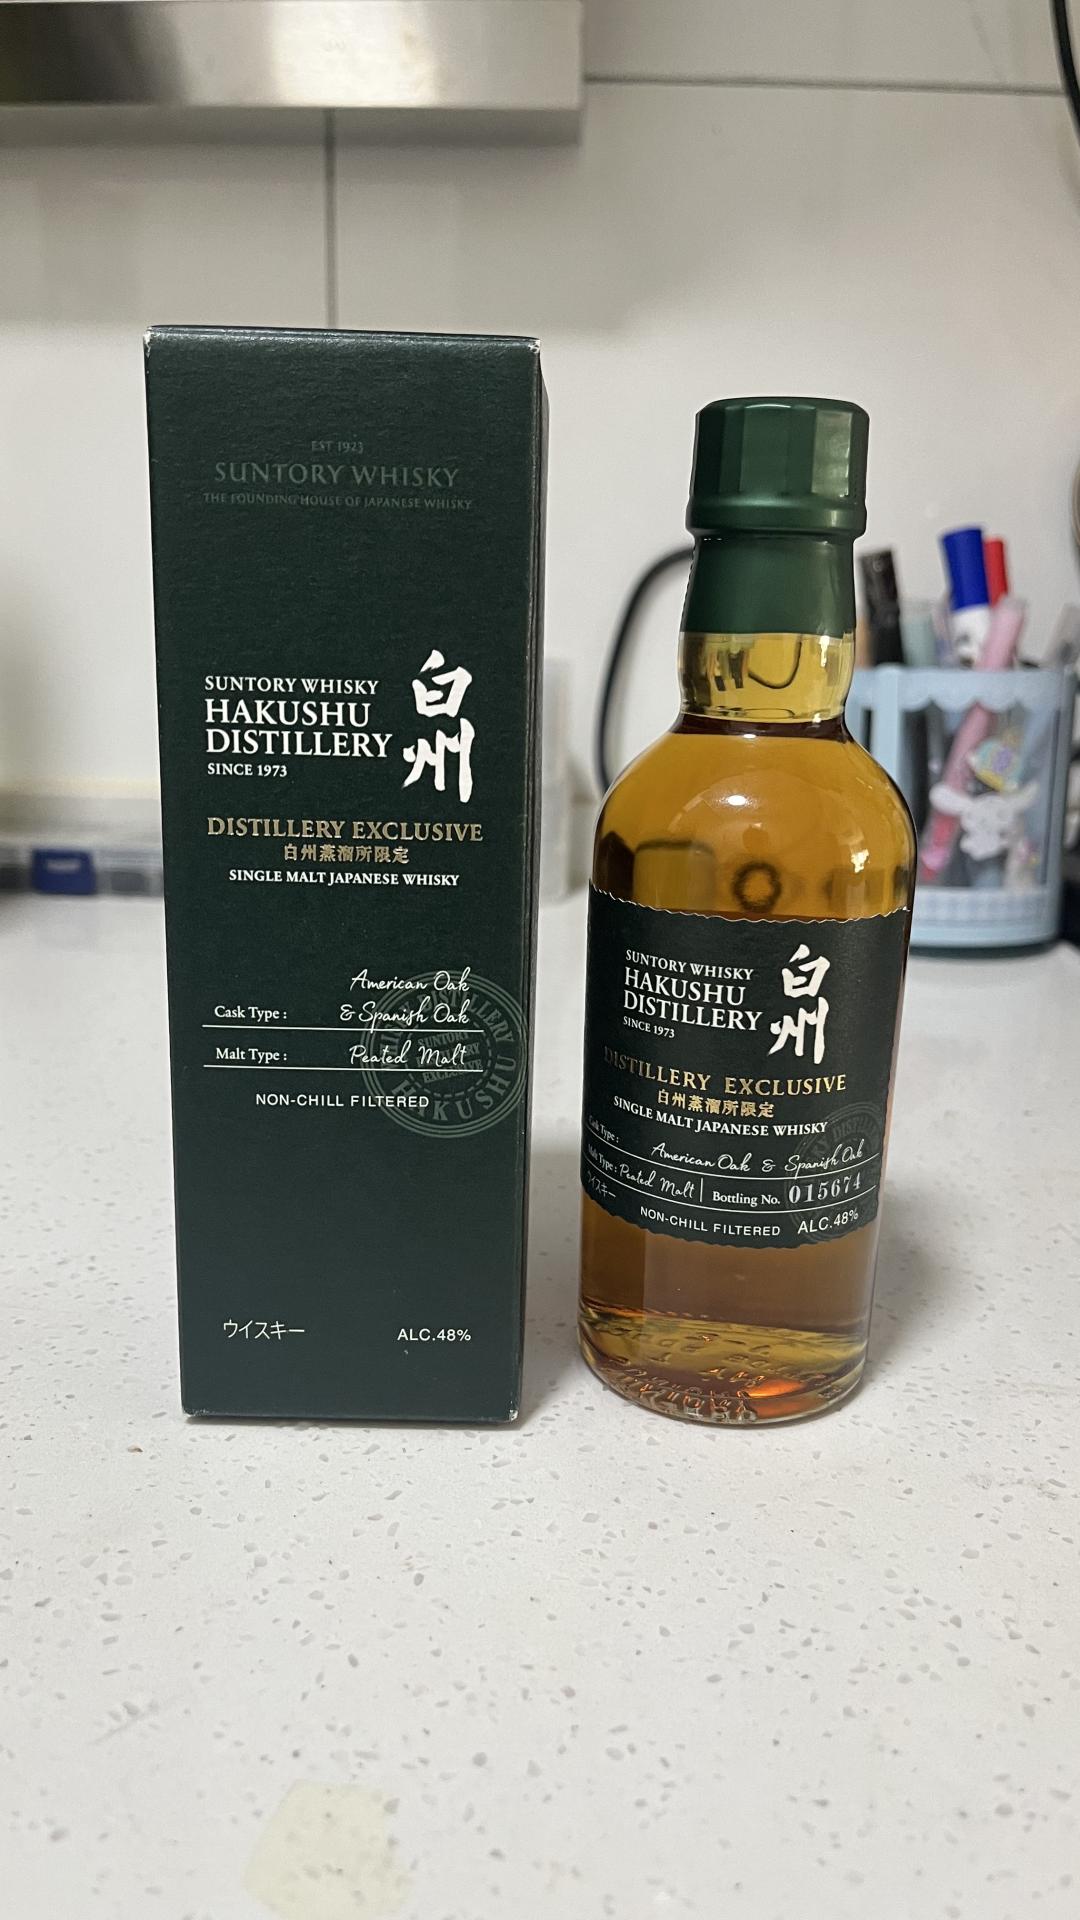 EST 1923
SUNTORY WHISKY
THE FOUNDING HOUSE OF JAPANESE WHISKY
SUNTORY WHISKY
HAKUSHU
DISTILLERY
SINCE 1973
白州
DISTILLERY EXCLUSIVE
白州蒸溜所限定
SINGLE MALT JAPANESE WHISKY
Cask Type : American Oak
& Spanish Oak
Malt Type : Peated Malt
NON-CHILL FILTERED
HAKUSHU
ウイスキー ALC.48%
SUNTORY WHISKY
HAKUSHU
DISTILLERY
SINCE 1973
白州
DISTILLERY EXCLUSIVE
白州蒸溜所限定
SINGLE MALT JAPANESE WHISKY
Cask Type : American Oak & Spanish Oak
Malt Type : Peated Malt Bottling No. 015674
ウイスキー
NON-CHILL FILTERED ALC.48%